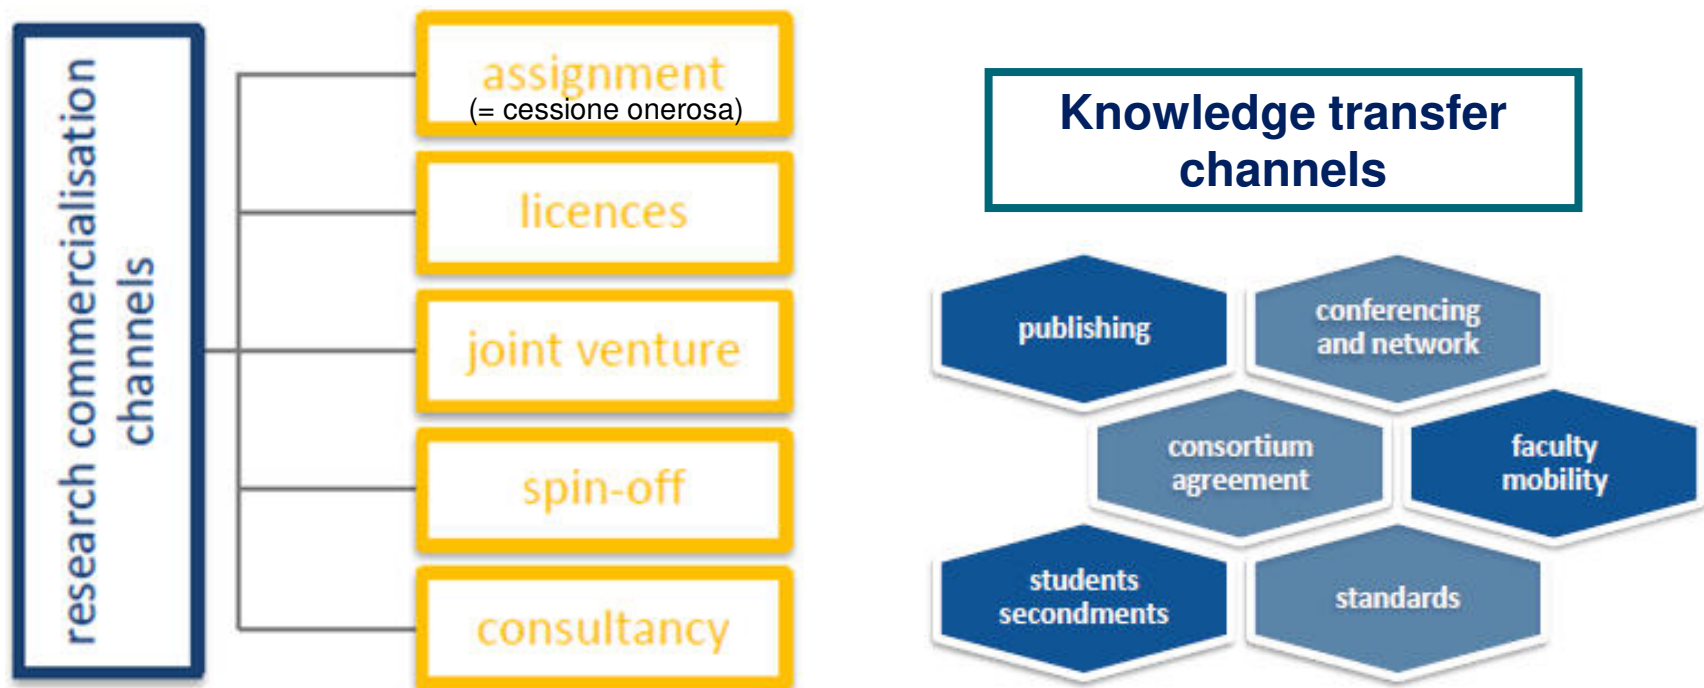 research commercialisation
channels
assignment
(= cessione onerosa)
licences
joint venture
spin-off
consultancy
Knowledge transfer
channels
publishing
conferencing
and network
consortium
agreement
faculty
mobility
students
secondments
standards